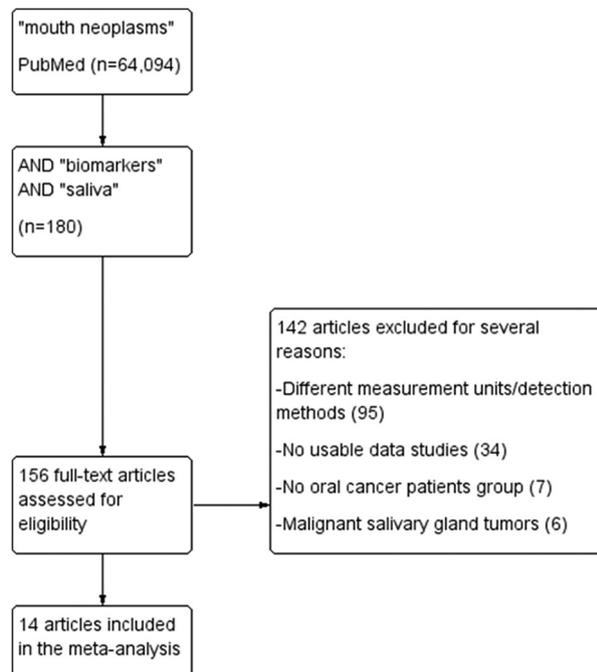 "mouth neoplasms"
PubMed (n=64,094)
AND "biomarkers"
AND "saliva"
(n=180)
142 articles excluded for several
reasons:
-Different measurement units/detection
methods (95)
-No usable data studies (34)
-No oral cancer patients group (7)
-Malignant salivary gland tumors (6)
156 full-text articles
assessed for
eligibility
14 articles included
in the meta-analysis